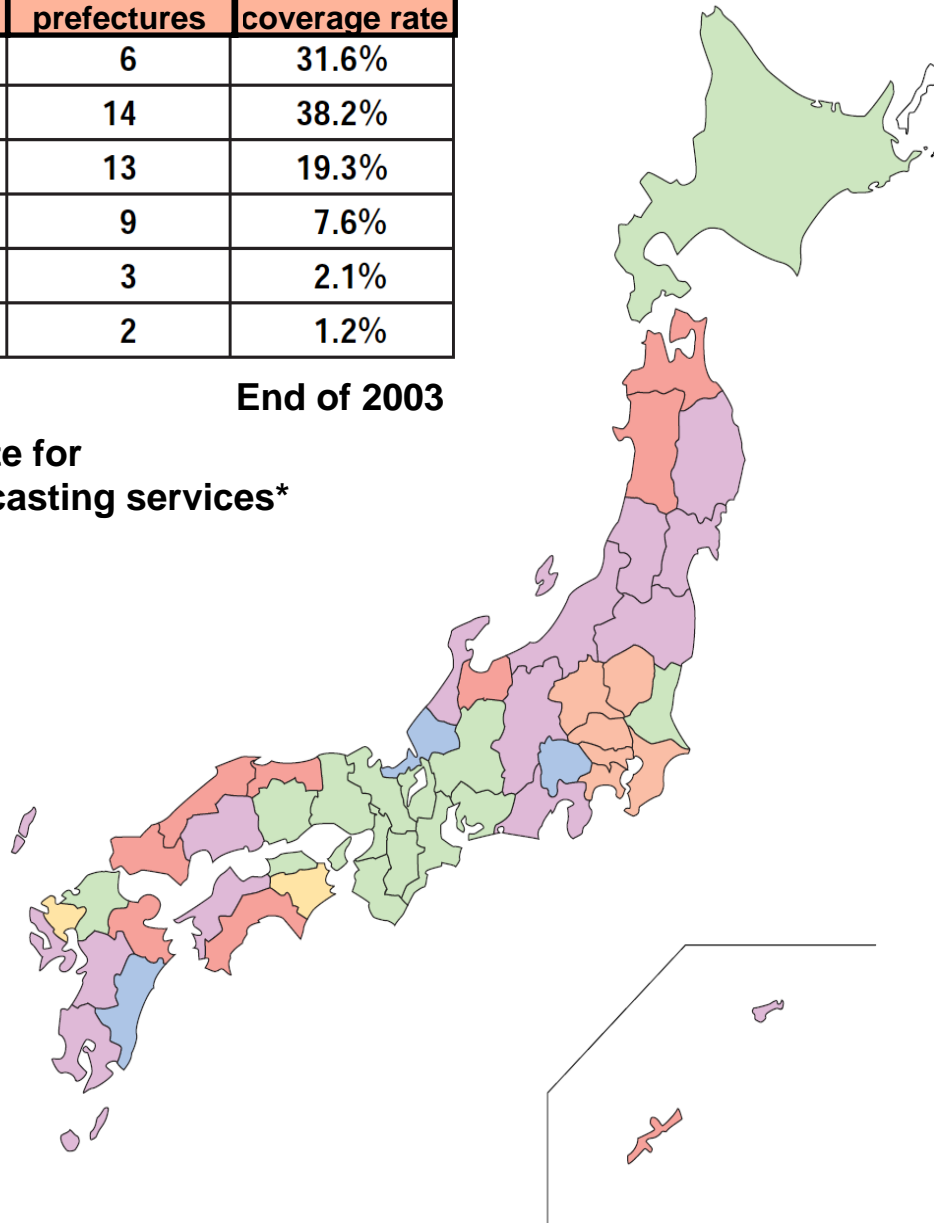 prefectures coverage rate
6 31.6%
14 38.2%
13 19.3%
9 7.6%
3 2.1%
2 1.2%
End of 2003
for
casting services*